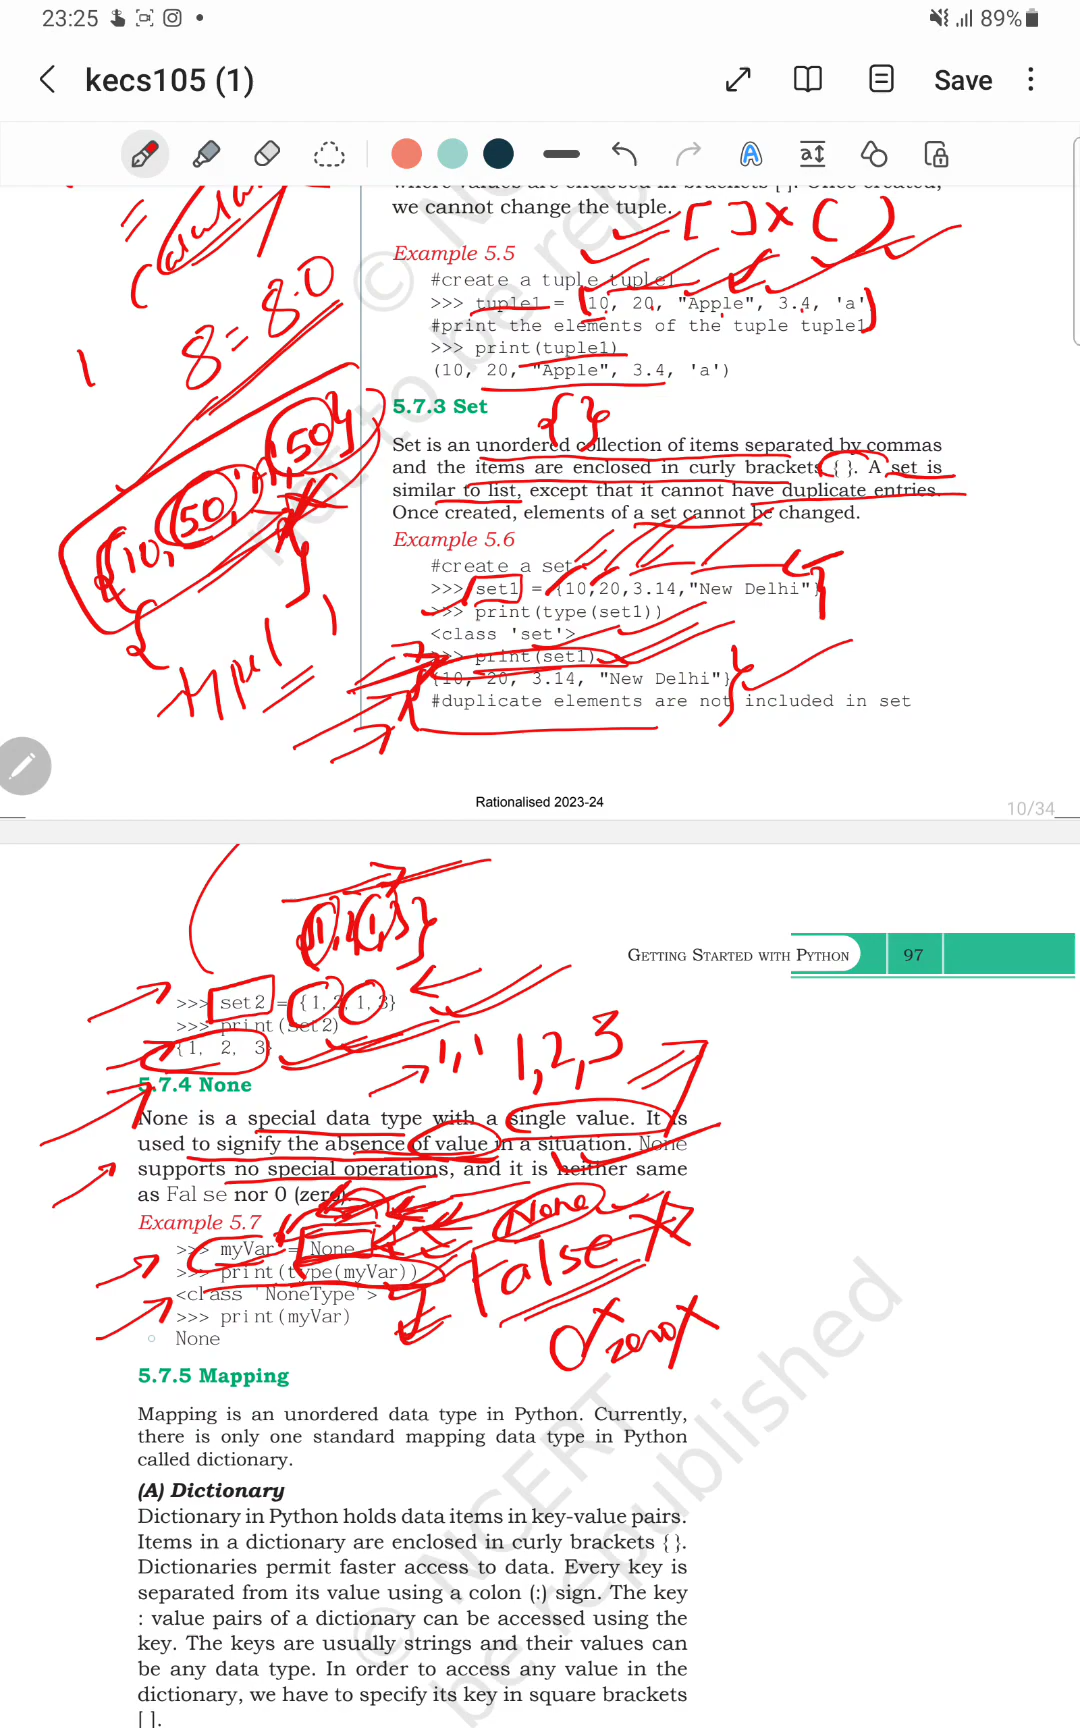 23:25 89%
kecs105 (1) Save
we cannot change the tuple.
[ ] x ( )
Example 5.5
#create a tuple tuple1
>>> tuple1 = (10, 20, "Apple", 3.4, 'a')
#print the elements of the tuple tuple1
>>> print(tuple1)
(10, 20, "Apple", 3.4, 'a')
8 = 8.0
5.7.3 Set
{ }
Set is an unordered collection of items separated by commas
and the items are enclosed in curly brackets { }. A set is
similar to list, except that it cannot have duplicate entries.
Once created, elements of a set cannot be changed.
{10, 50, 50}
Example 5.6
#create a set
>>> set1 = {10,20,3.14,"New Delhi"}
>>> print(type(set1))
<class 'set'>
>>> print(set1)
{10, 20, 3.14, "New Delhi"}
#duplicate elements are not included in set
type
Rationalised 2023-24
10/34
GETTING STARTED WITH PYTHON 97
>>> set2 = {1,2,1,3}
>>> print(set2)
{1, 2, 3}
1,2,3
5.7.4 None
None is a special data type with a single value. It is
used to signify the absence of value in a situation. None
supports no special operations, and it is neither same
as False nor 0 (zero).
None
Example 5.7
>>> myVar = None
>>> print(type(myVar))
<class 'NoneType'>
>>> print(myVar)
None
False
0 zero
5.7.5 Mapping
Mapping is an unordered data type in Python. Currently,
there is only one standard mapping data type in Python
called dictionary.
(A) Dictionary
Dictionary in Python holds data items in key-value pairs.
Items in a dictionary are enclosed in curly brackets { }.
Dictionaries permit faster access to data. Every key is
separated from its value using a colon (:) sign. The key
: value pairs of a dictionary can be accessed using the
key. The keys are usually strings and their values can
be any data type. In order to access any value in the
dictionary, we have to specify its key in square brackets
[ ].
© NCERT
be republished